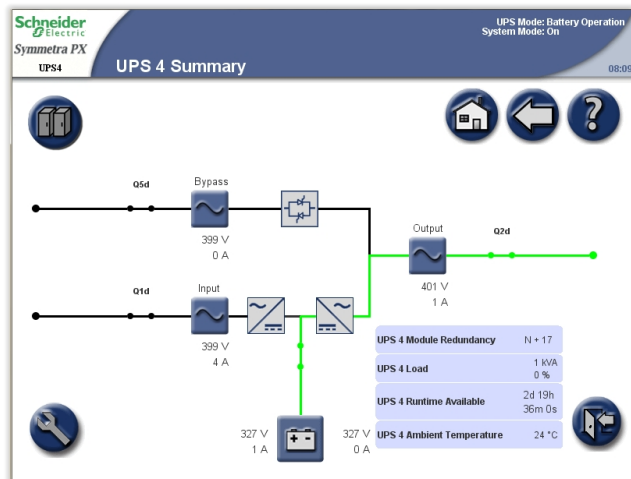 Schneider
Electric
Symmetra PX
UPS4
UPS 4 Summary
UPS Mode: Battery Operation
System Mode: On
08:09
Q5d
Bypass
399 V
0 A
Output
Q2d
401 V
1 A
Q1d
Input
399 V
4 A
UPS 4 Module Redundancy N + 17
UPS 4 Load 1 kVA
0 %
UPS 4 Runtime Available 2d 19h
36m 0s
UPS 4 Ambient Temperature 24 °C
327 V
1 A
327 V
0 A